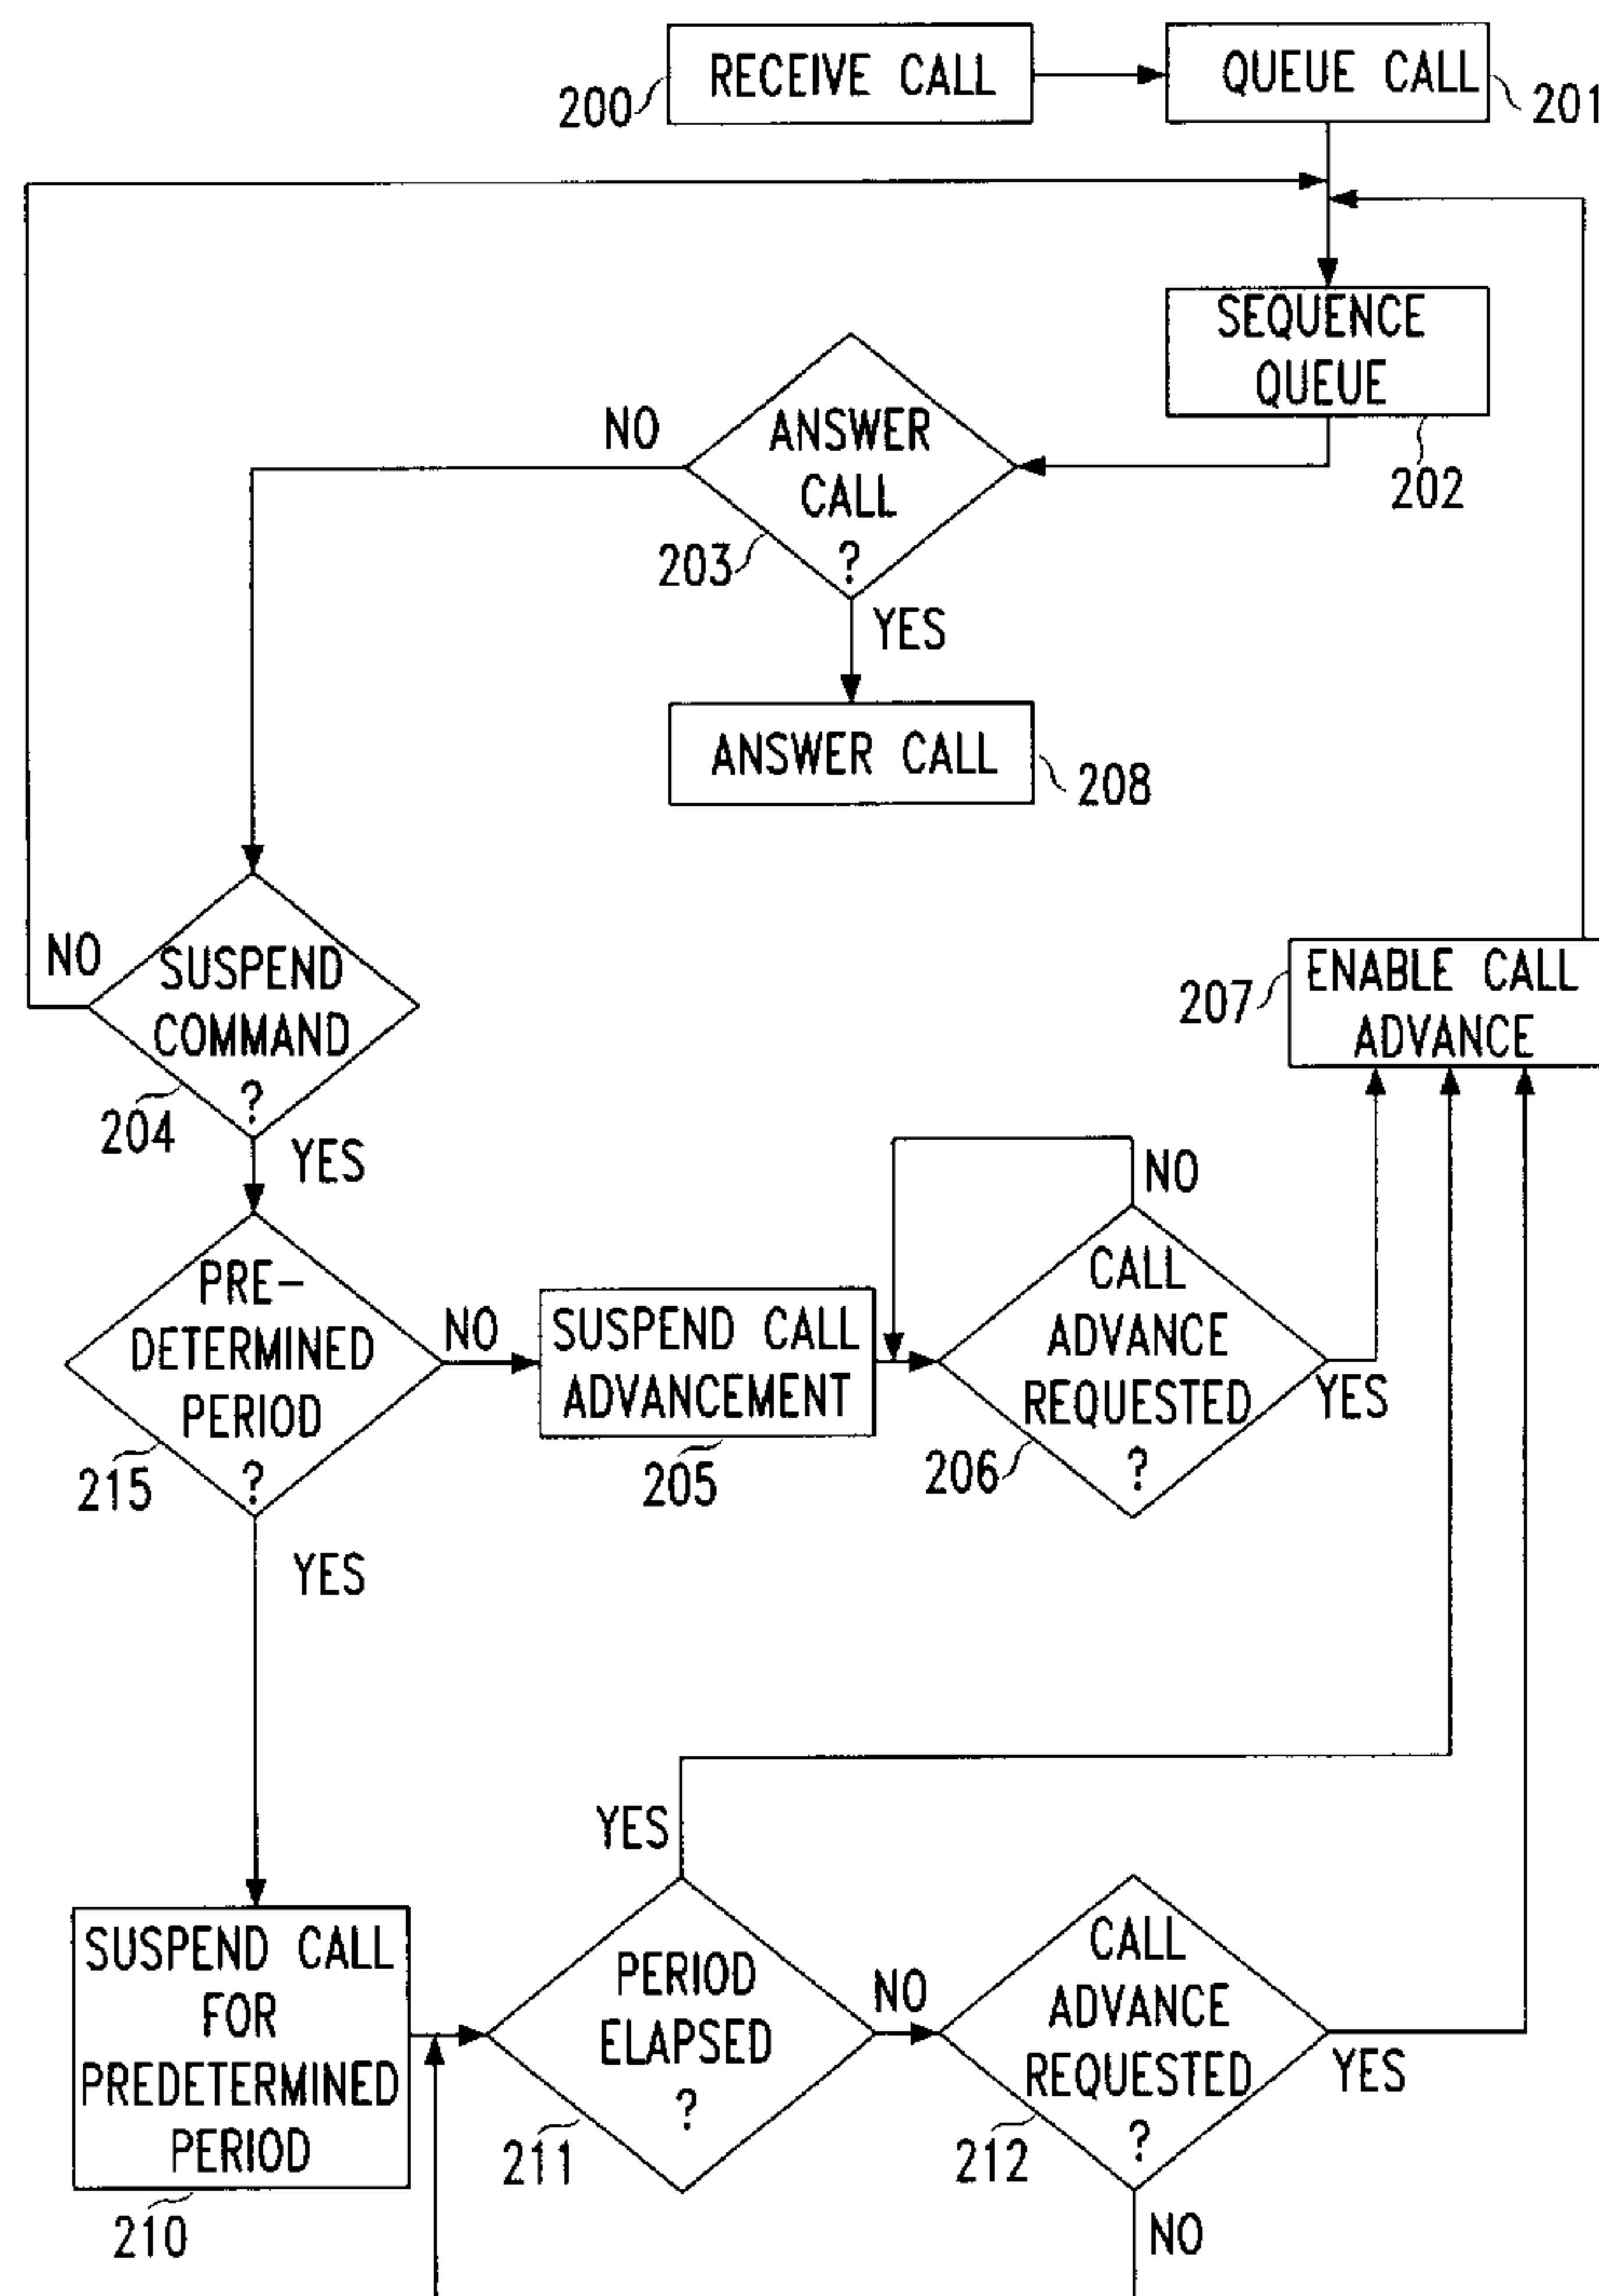 RECEIVE CALL
200
QUEUE CALL
201
SEQUENCE
QUEUE
202
NO
ANSWER
CALL
?
203
YES
ANSWER CALL
208
NO
SUSPEND
COMMAND
?
204
YES
ENABLE CALL
ADVANCE
207
PRE-
DETERMINED
PERIOD
?
215
NO
SUSPEND CALL
ADVANCEMENT
205
NO
CALL
ADVANCE
REQUESTED
?
206
YES
YES
SUSPEND CALL
FOR
PREDETERMINED
PERIOD
210
YES
PERIOD
ELAPSED
?
211
NO
CALL
ADVANCE
REQUESTED
?
212
YES
NO